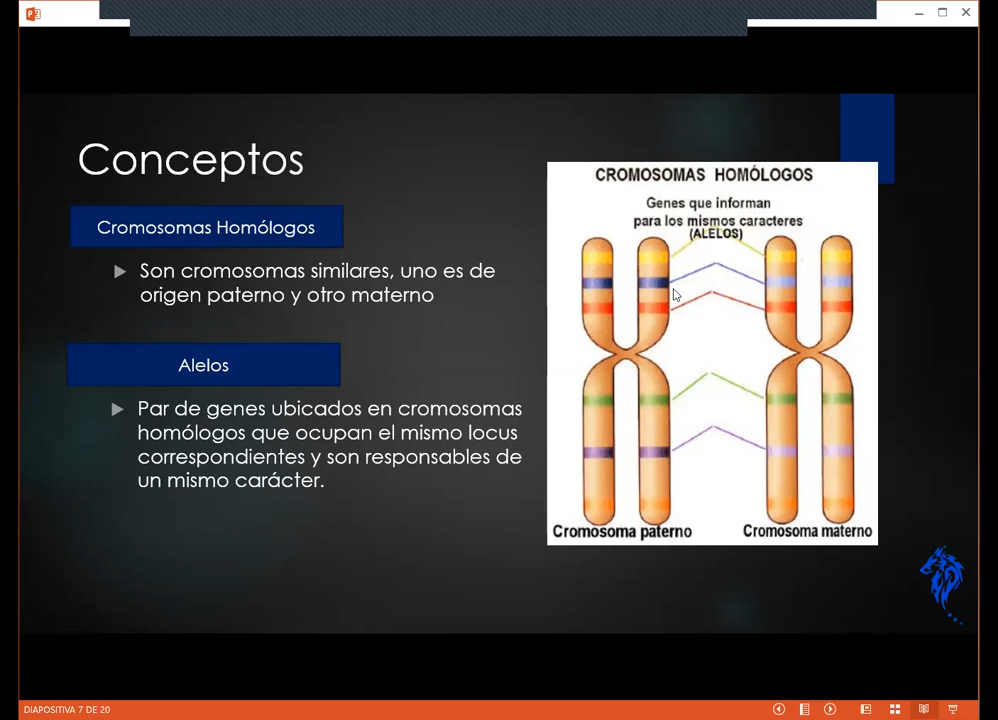 Conceptos
Cromosomas Homólogos
Son cromosomas similares, uno es de
origen paterno y otro materno
Alelos
Par de genes ubicados en cromosomas
homólogos que ocupan el mismo locus
correspondientes y son responsables de
un mismo carácter.
CROMOSOMAS HOMÓLOGOS
Genes que informan
para los mismos caracteres
(ALELOS)
Cromosoma paterno
Cromosoma materno
DIAPOSITIVA 7 DE 20